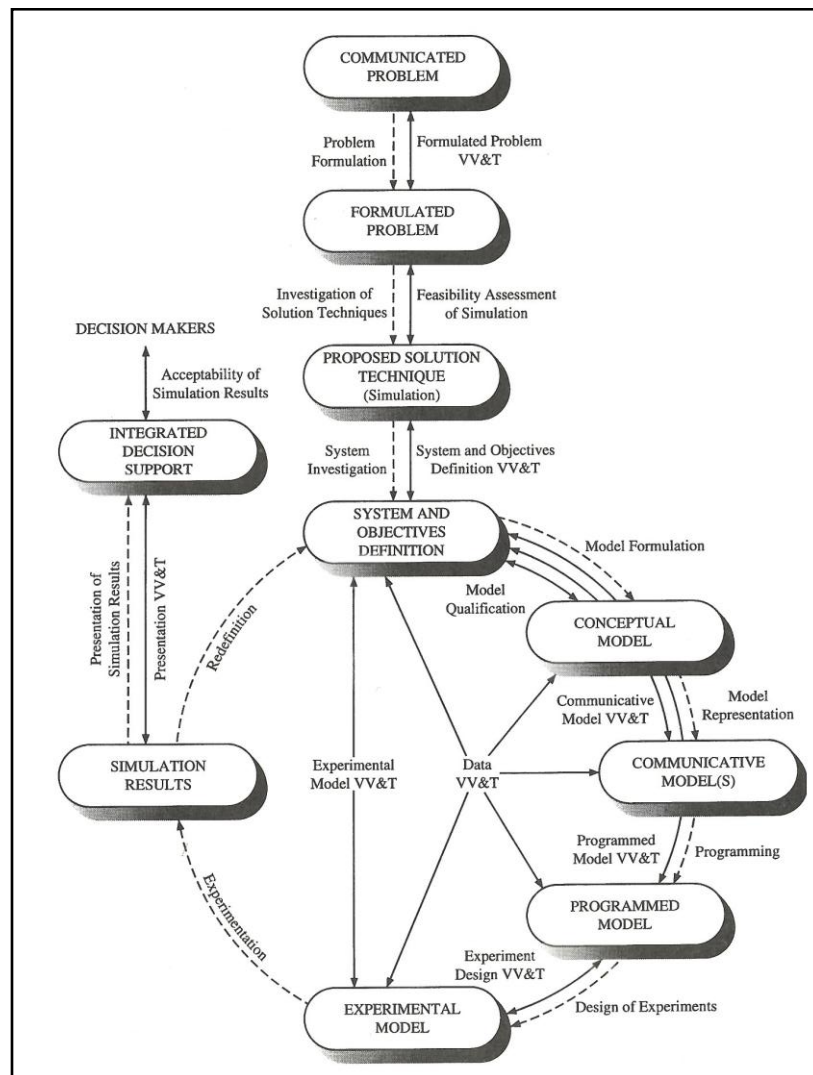 COMMUNICATED
PROBLEM
Problem
Formulation
Formulated Problem
VV&T
FORMULATED
PROBLEM
Investigation of
Solution Techniques
Feasibility Assessment
of Simulation
DECISION MAKERS
PROPOSED SOLUTION
TECHNIQUE
(Simulation)
Acceptability of
Simulation Results
INTEGRATED
DECISION
SUPPORT
System
Investigation
System and Objectives
Definition VV&T
SYSTEM AND
OBJECTIVES
DEFINITION
Model Formulation
Model
Qualification
Presentation of
Simulation Results
Presentation VV&T
Redefinition
CONCEPTUAL
MODEL
Communicative
Model VV&T
Model
Representation
SIMULATION
RESULTS
Experimental
Model VV&T
Data
VV&T
COMMUNICATIVE
MODEL(S)
Programmed
Model VV&T
Programming
Experimentation
PROGRAMMED
MODEL
Experiment
Design VV&T
EXPERIMENTAL
MODEL
Design of Experiments